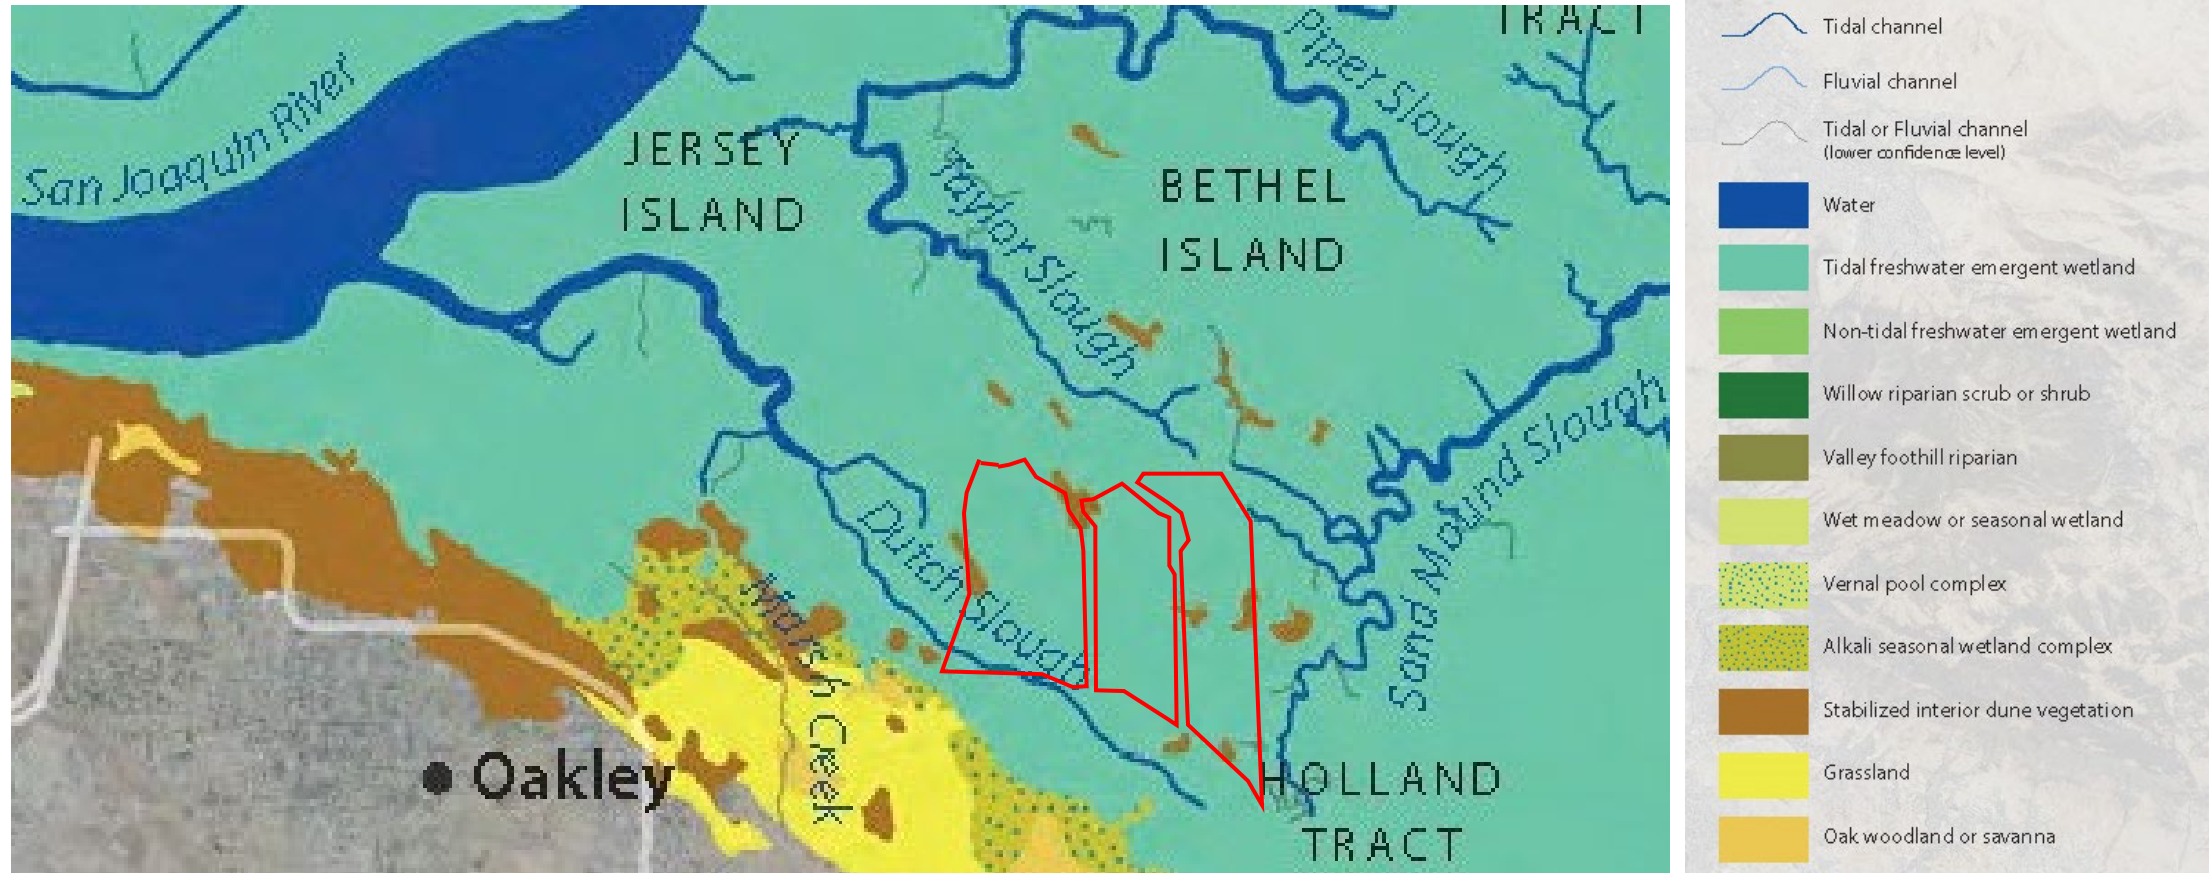 TRACT
San Joaquin River
Piper Slough
JERSEY
ISLAND
Taylor Slough
BETHEL
ISLAND
Sand Mound Slough
Dutch Slough
Marsh Creek
Oakley
HOLLAND
TRACT
Tidal channel
Fluvial channel
Tidal or Fluvial channel
(lower confidence level)
Water
Tidal freshwater emergent wetland
Non-tidal freshwater emergent wetland
Willow riparian scrub or shrub
Valley foothill riparian
Wet meadow or seasonal wetland
Vernal pool complex
Alkali seasonal wetland complex
Stabilized interior dune vegetation
Grassland
Oak woodland or savanna